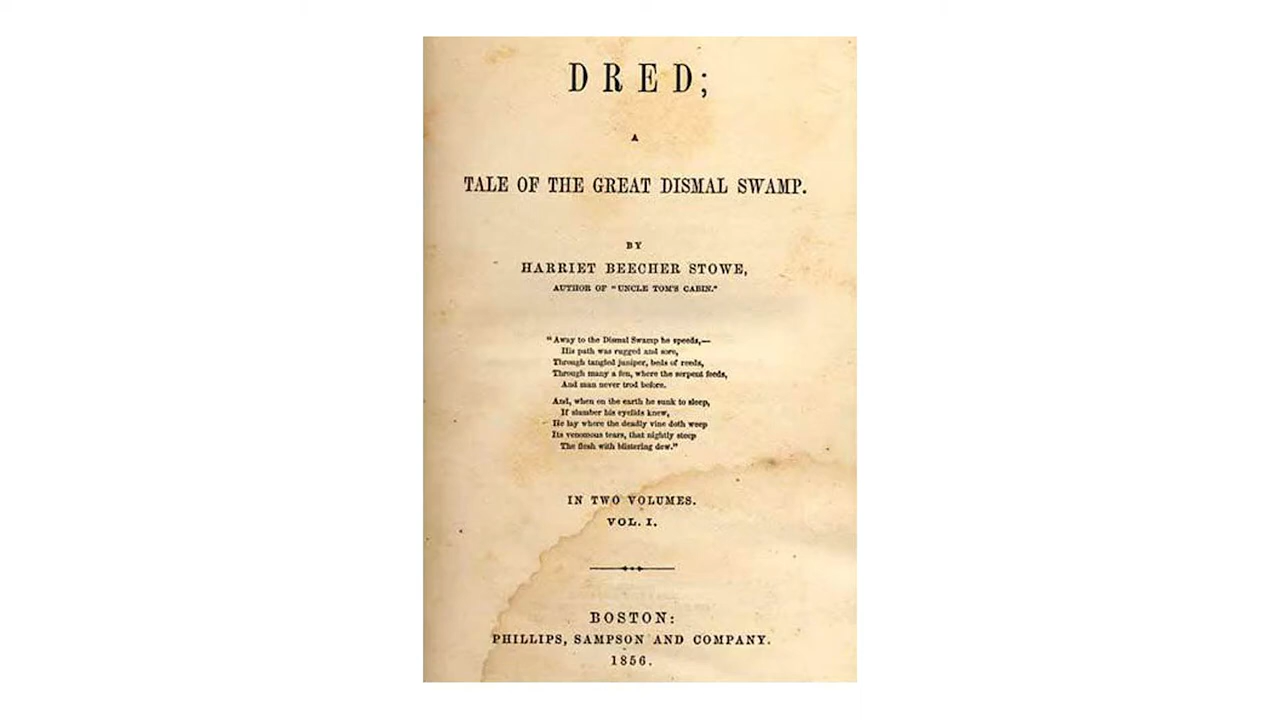 DRED;
A
TALE OF THE GREAT DISMAL SWAMP.
BY
HARRIET BEECHER STOWE,
AUTHOR OF "UNCLE TOM'S CABIN."
"Away to the Dismal Swamp he speeds,—
His path was rugged and sore,
Through tangled juniper, beds of reeds,
Through many a fen, where the serpent feeds,
And man never trod before.
And, when on the earth he sunk to sleep,
If slumber his eyelids knew,
He lay where the deadly vine doth weep
Its venomous tears, that nightly steep
The flesh with blistering dew."
IN TWO VOLUMES.
VOL. I.
BOSTON:
PHILLIPS, SAMPSON AND COMPANY.
1856.